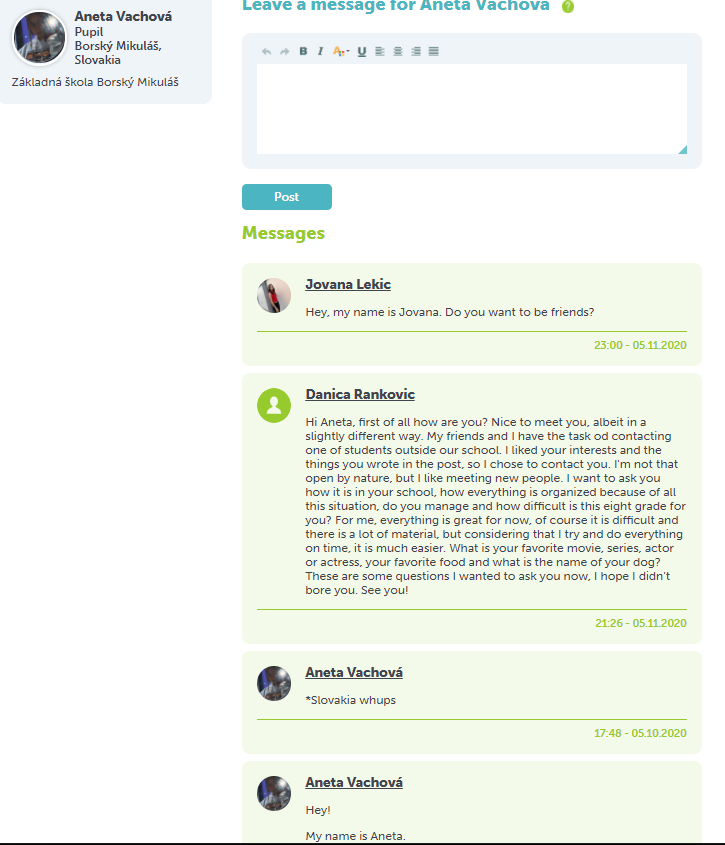 Aneta Vachová
Pupil
Borský Mikuláš,
Slovakia
Základná škola Borský Mikuláš
Leave a message for Aneta Vachová ?
B I A U
Post
Messages
Jovana Lekic
Hey, my name is Jovana. Do you want to be friends?
23:00 - 05.11.2020
Danica Rankovic
Hi Aneta, first of all how are you? Nice to meet you, albeit in a
slightly different way. My friends and I have the task od contacting
one of students outside our school. I liked your interests and the
things you wrote in the post, so I chose to contact you. I'm not that
open by nature, but I like meeting new people. I want to ask you
how it is in your school, how everything is organized because of all
this situation, do you manage and how difficult is this eight grade for
you? For me, everything is great for now, of course it is difficult and
there is a lot of material, but considering that I try and do everything
on time, it is much easier. What is your favorite movie, series, actor
or actress, your favorite food and what is the name of your dog?
These are some questions I wanted to ask you now, I hope I didn't
bore you. See you!
21:26 - 05.11.2020
Aneta Vachová
*Slovakia whups
17:48 - 05.10.2020
Aneta Vachová
Hey!
My name is Aneta.